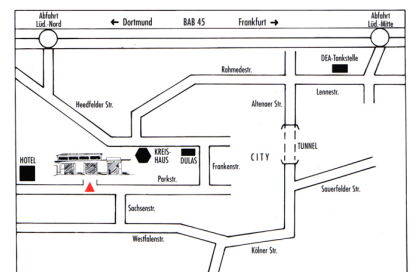 Abfahrt
Lüd.-Nord
← Dortmund BAB 45 Frankfurt →
Abfahrt
Lüd.-Mitte
DEA-Tankstelle
Rahmedestr.
Lennestr.
Heedfelder Str.
Altenaer Str.
HOTEL
KREIS-
HAUS
DULAS
CITY
TUNNEL
Frankenstr.
Parkstr.
Sauerfelder Str.
Sachsenstr.
Westfalenstr.
Kölner Str.